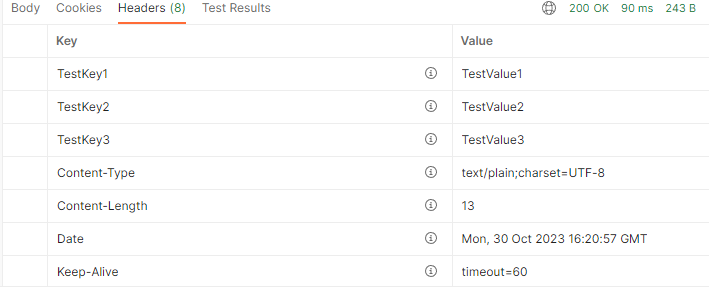 Body Cookies Headers (8) Test Results 200 OK 90 ms 243 B
Key Value
TestKey1 TestValue1
TestKey2 TestValue2
TestKey3 TestValue3
Content-Type text/plain;charset=UTF-8
Content-Length 13
Date Mon, 30 Oct 2023 16:20:57 GMT
Keep-Alive timeout=60